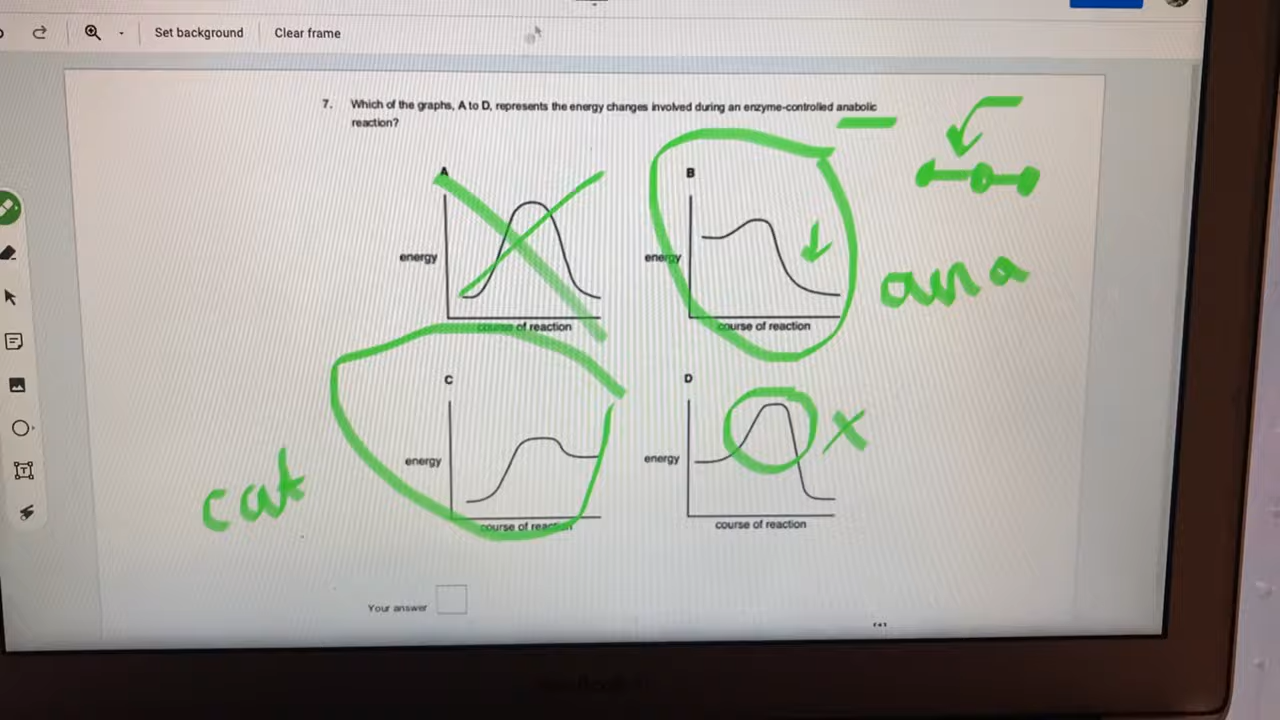 Set background Clear frame
7. Which of the graphs, A to D, represents the energy changes involved during an enzyme-controlled anabolic
reaction?
A
energy
course of reaction
B
energy
course of reaction
ana
C
energy
course of reaction
cat
D
energy
course of reaction
x
Your answer